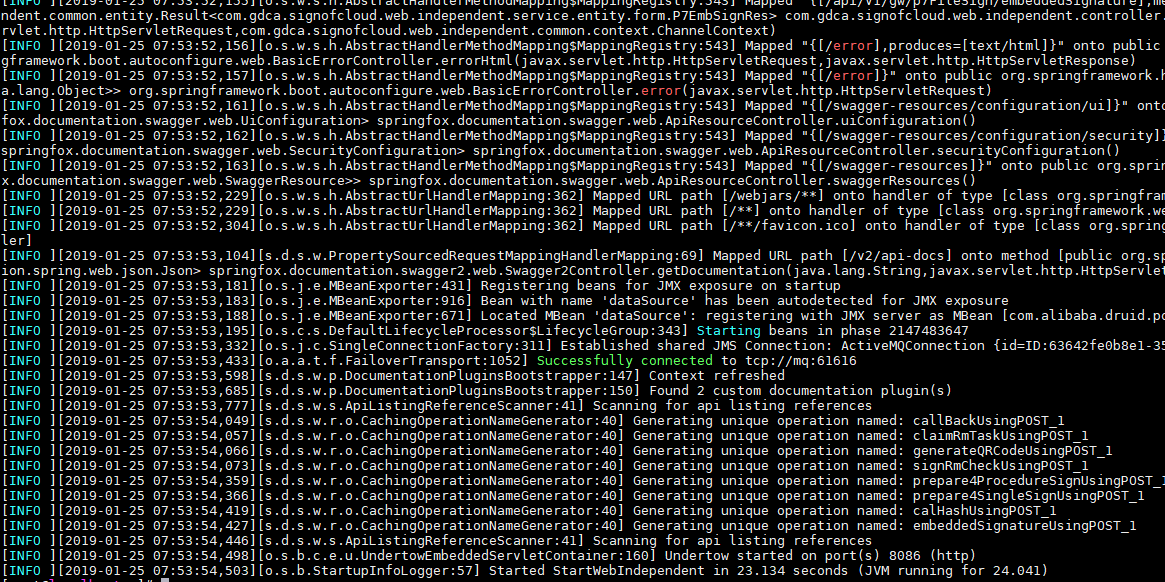 [INFO ][2019-01-25 07:53:52,155][o.s.w.s.h.AbstractHandlerMethodMapping$MappingRegistry:543] Mapped "{[/api/v1/gw/p7FileSign/embeddedSignature],me
ndent.common.entity.Result<com.gdca.signofcloud.web.independent.service.entity.form.P7EmbSignRes> com.gdca.signofcloud.web.independent.controller.
rvlet.http.HttpServletRequest,com.gdca.signofcloud.web.independent.common.context.ChannelContext)
[INFO ][2019-01-25 07:53:52,156][o.s.w.s.h.AbstractHandlerMethodMapping$MappingRegistry:543] Mapped "{[/error],produces=[text/html]}" onto public
gframework.boot.autoconfigure.web.BasicErrorController.errorHtml(javax.servlet.http.HttpServletRequest,javax.servlet.http.HttpServletResponse)
[INFO ][2019-01-25 07:53:52,157][o.s.w.s.h.AbstractHandlerMethodMapping$MappingRegistry:543] Mapped "{[/error]}" onto public org.springframework.h
a.lang.Object>> org.springframework.boot.autoconfigure.web.BasicErrorController.error(javax.servlet.http.HttpServletRequest)
[INFO ][2019-01-25 07:53:52,161][o.s.w.s.h.AbstractHandlerMethodMapping$MappingRegistry:543] Mapped "{[/swagger-resources/configuration/ui]}" onto
fox.documentation.swagger.web.UiConfiguration> springfox.documentation.swagger.web.ApiResourceController.uiConfiguration()
[INFO ][2019-01-25 07:53:52,162][o.s.w.s.h.AbstractHandlerMethodMapping$MappingRegistry:543] Mapped "{[/swagger-resources/configuration/security]}
springfox.documentation.swagger.web.SecurityConfiguration> springfox.documentation.swagger.web.ApiResourceController.securityConfiguration()
[INFO ][2019-01-25 07:53:52,163][o.s.w.s.h.AbstractHandlerMethodMapping$MappingRegistry:543] Mapped "{[/swagger-resources]}" onto public org.sprin
x.documentation.swagger.web.SwaggerResource>> springfox.documentation.swagger.web.ApiResourceController.swaggerResources()
[INFO ][2019-01-25 07:53:52,229][o.s.w.s.h.AbstractUrlHandlerMapping:362] Mapped URL path [/webjars/**] onto handler of type [class org.springfram
[INFO ][2019-01-25 07:53:52,229][o.s.w.s.h.AbstractUrlHandlerMapping:362] Mapped URL path [/**] onto handler of type [class org.springframework.we
[INFO ][2019-01-25 07:53:52,304][o.s.w.s.h.AbstractUrlHandlerMapping:362] Mapped URL path [/**/favicon.ico] onto handler of type [class org.spring
ler]
[INFO ][2019-01-25 07:53:53,104][s.d.s.w.PropertySourcedRequestMappingHandlerMapping:69] Mapped URL path [/v2/api-docs] onto method [public org.sp
ion.spring.web.json.Json> springfox.documentation.swagger2.web.Swagger2Controller.getDocumentation(java.lang.String,javax.servlet.http.HttpServlet
[INFO ][2019-01-25 07:53:53,181][o.s.j.e.MBeanExporter:431] Registering beans for JMX exposure on startup
[INFO ][2019-01-25 07:53:53,183][o.s.j.e.MBeanExporter:916] Bean with name 'dataSource' has been autodetected for JMX exposure
[INFO ][2019-01-25 07:53:53,188][o.s.j.e.MBeanExporter:671] Located MBean 'dataSource': registering with JMX server as MBean [com.alibaba.druid.po
[INFO ][2019-01-25 07:53:53,195][o.s.c.s.DefaultLifecycleProcessor$LifecycleGroup:343] Starting beans in phase 2147483647
[INFO ][2019-01-25 07:53:53,332][o.s.j.c.SingleConnectionFactory:311] Established shared JMS Connection: ActiveMQConnection {id=ID:63642fe0b8e1-35
[INFO ][2019-01-25 07:53:53,433][o.a.a.t.f.FailoverTransport:1052] Successfully connected to tcp://mq:61616
[INFO ][2019-01-25 07:53:53,598][s.d.s.w.p.DocumentationPluginsBootstrapper:147] Context refreshed
[INFO ][2019-01-25 07:53:53,685][s.d.s.w.p.DocumentationPluginsBootstrapper:150] Found 2 custom documentation plugin(s)
[INFO ][2019-01-25 07:53:53,777][s.d.s.w.s.ApiListingReferenceScanner:41] Scanning for api listing references
[INFO ][2019-01-25 07:53:54,049][s.d.s.w.r.o.CachingOperationNameGenerator:40] Generating unique operation named: callBackUsingPOST_1
[INFO ][2019-01-25 07:53:54,057][s.d.s.w.r.o.CachingOperationNameGenerator:40] Generating unique operation named: claimRmTaskUsingPOST_1
[INFO ][2019-01-25 07:53:54,066][s.d.s.w.r.o.CachingOperationNameGenerator:40] Generating unique operation named: generateQRCodeUsingPOST_1
[INFO ][2019-01-25 07:53:54,073][s.d.s.w.r.o.CachingOperationNameGenerator:40] Generating unique operation named: signRmCheckUsingPOST_1
[INFO ][2019-01-25 07:53:54,359][s.d.s.w.r.o.CachingOperationNameGenerator:40] Generating unique operation named: prepare4ProcedureSignUsingPOST_1
[INFO ][2019-01-25 07:53:54,366][s.d.s.w.r.o.CachingOperationNameGenerator:40] Generating unique operation named: prepare4SingleSignUsingPOST_1
[INFO ][2019-01-25 07:53:54,419][s.d.s.w.r.o.CachingOperationNameGenerator:40] Generating unique operation named: calHashUsingPOST_1
[INFO ][2019-01-25 07:53:54,427][s.d.s.w.r.o.CachingOperationNameGenerator:40] Generating unique operation named: embeddedSignatureUsingPOST_1
[INFO ][2019-01-25 07:53:54,446][s.d.s.w.s.ApiListingReferenceScanner:41] Scanning for api listing references
[INFO ][2019-01-25 07:53:54,498][o.s.b.c.e.u.UndertowEmbeddedServletContainer:160] Undertow started on port(s) 8086 (http)
[INFO ][2019-01-25 07:53:54,503][o.s.b.StartupInfoLogger:57] Started StartWebIndependent in 23.134 seconds (JVM running for 24.041)